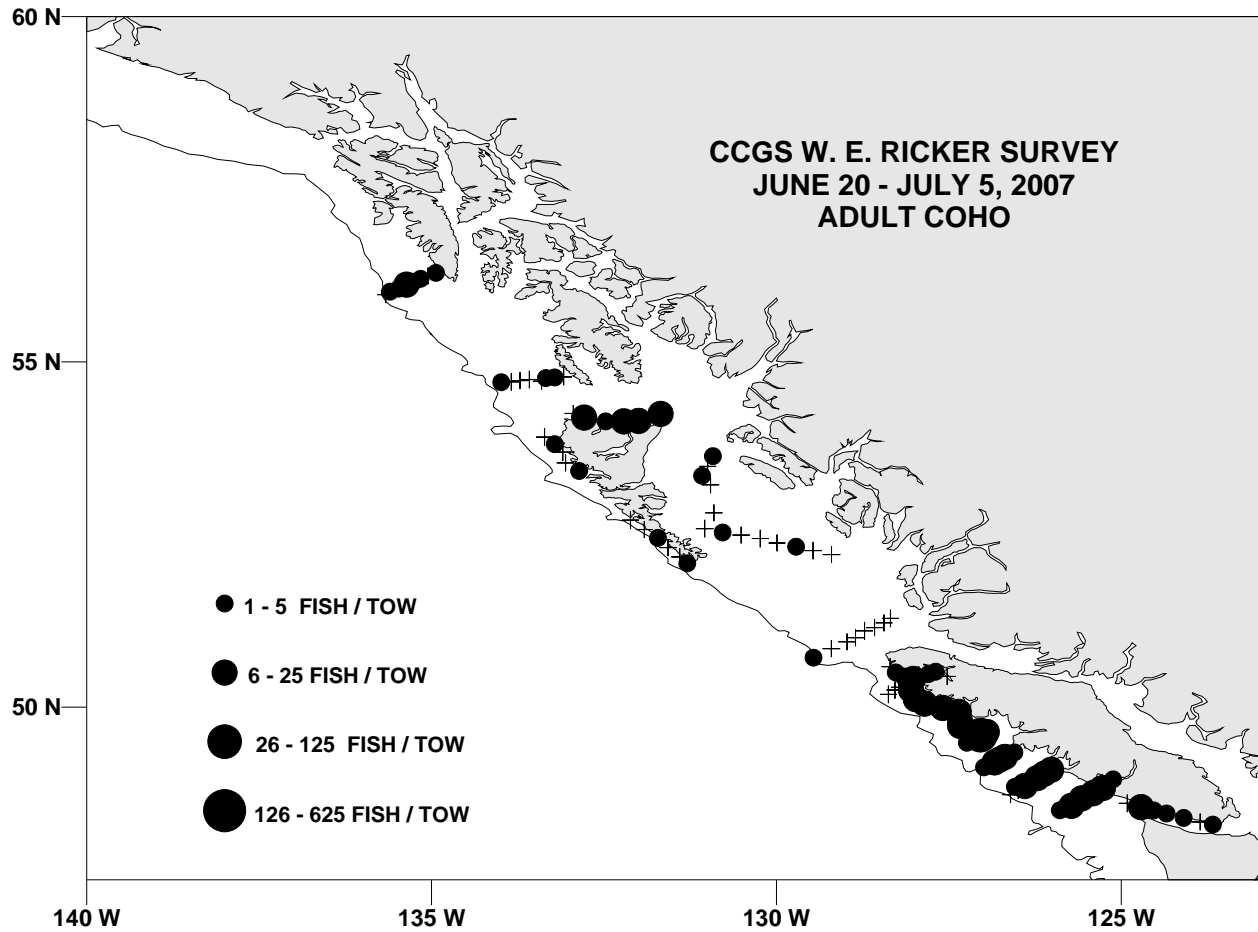 60 N
CCGS W. E. RICKER SURVEY
JUNE 20 - JULY 5, 2007
ADULT COHO
55 N
1 - 5 FISH / TOW
6 - 25 FISH / TOW
50 N
26 - 125 FISH / TOW
126 - 625 FISH / TOW
140 W
135 W
130 W
125 W